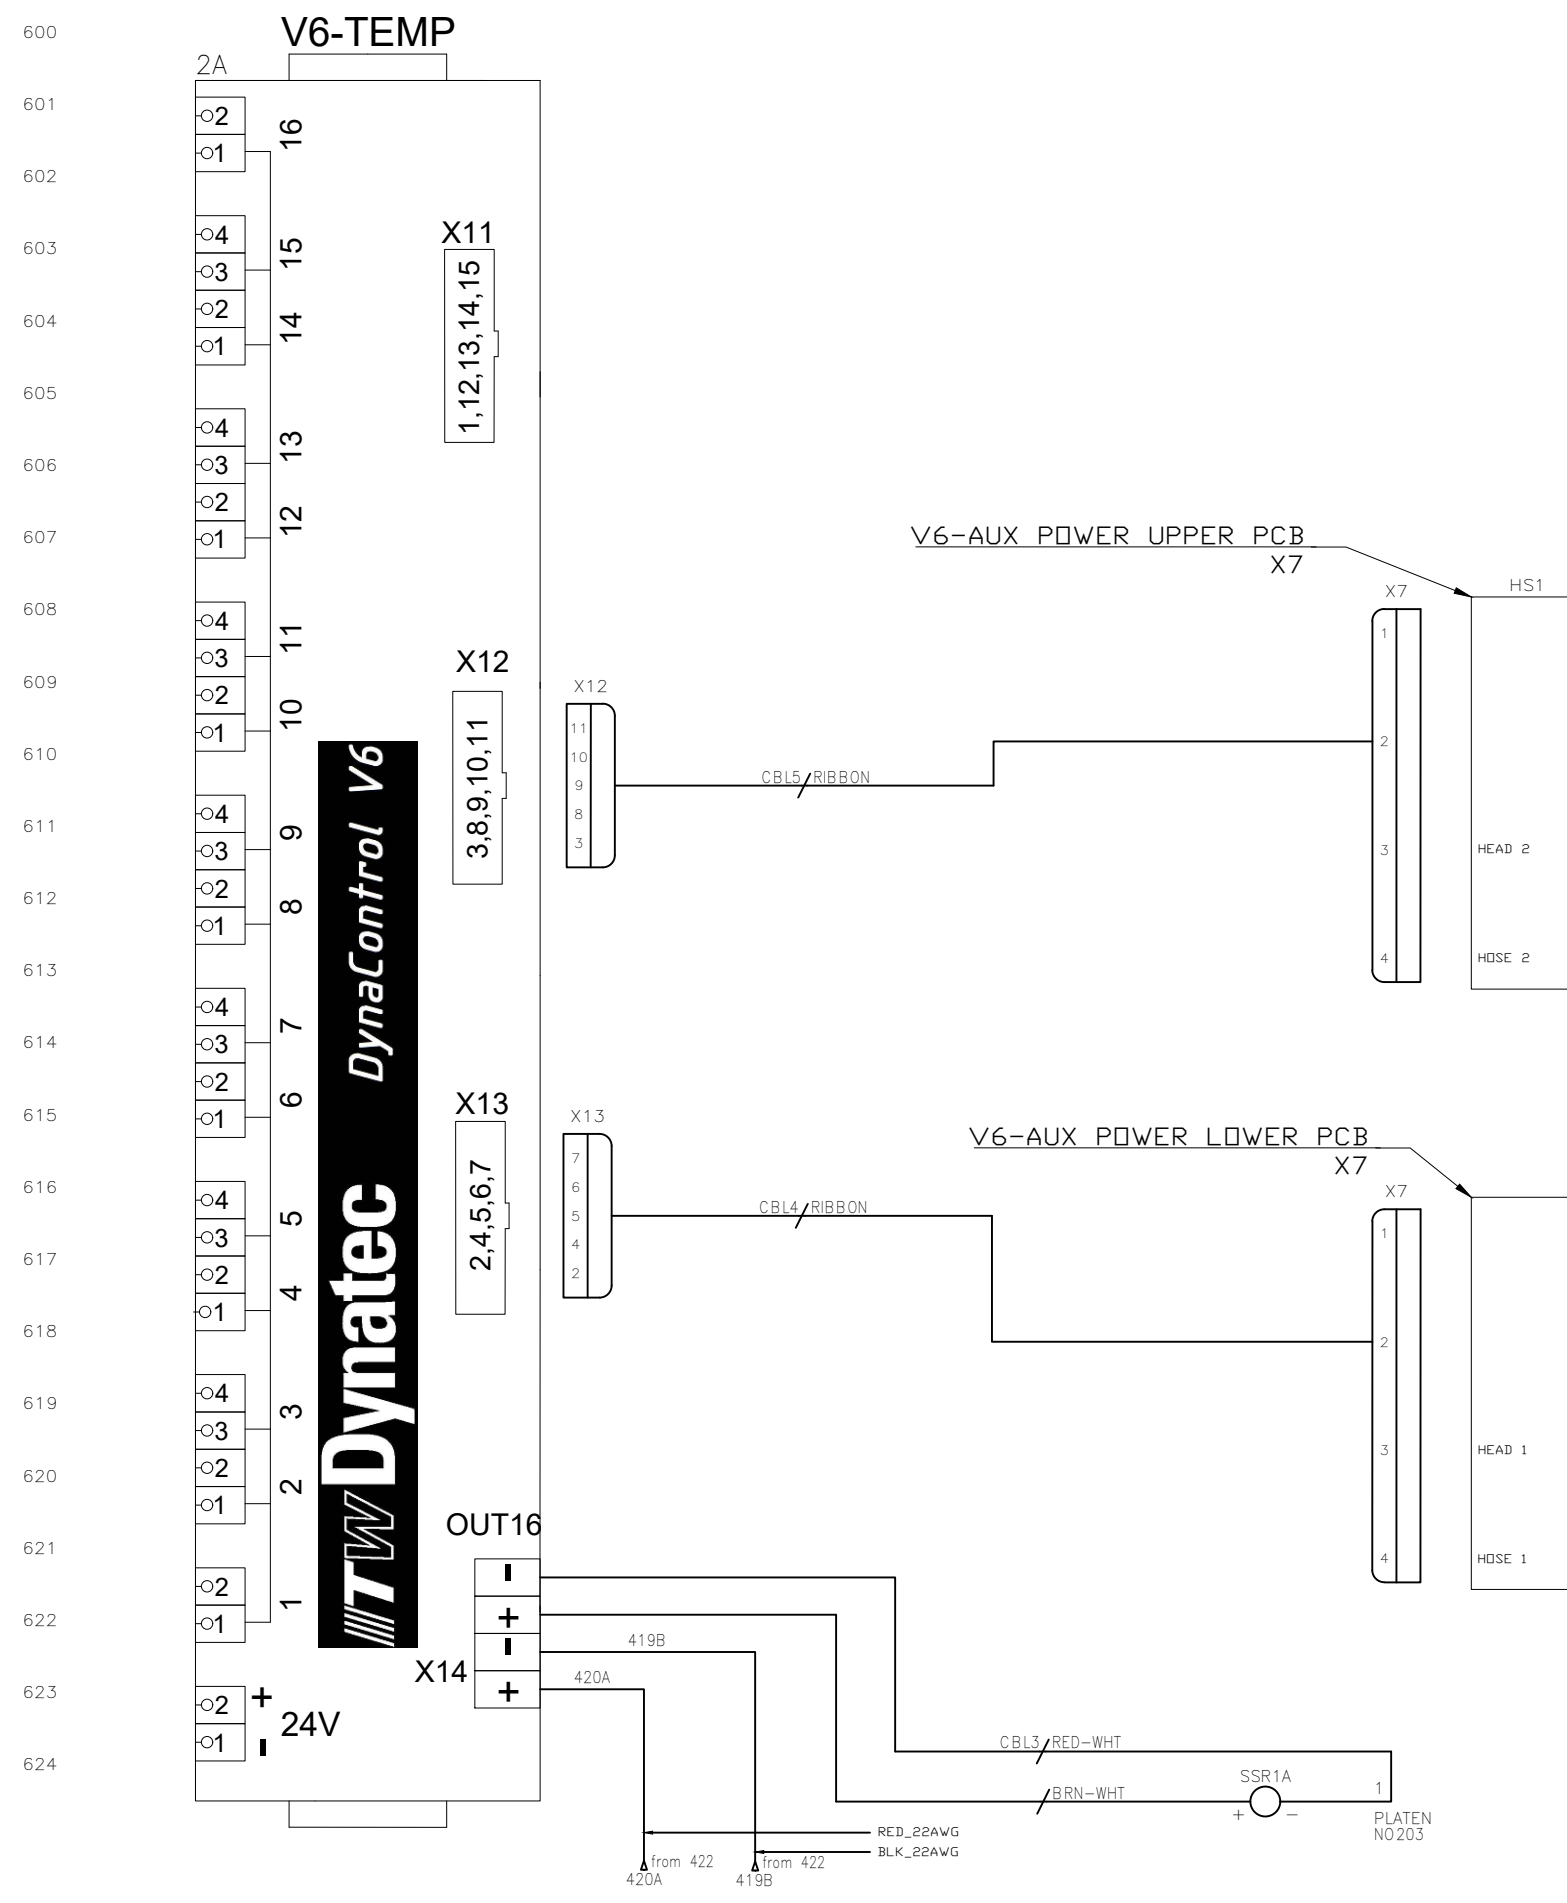 600
601
602
603
604
605
606
607
608
609
610
611
612
613
614
615
616
617
618
619
620
621
622
623
624
V6-TEMP
2A
2
1
16
4
3
15
2
1
14
4
3
13
2
1
12
4
3
11
2
1
10
4
3
9
2
1
8
4
3
7
2
1
6
4
3
5
2
1
4
4
3
3
2
1
2
2
1
1
2 +
1 -
24V
ITW Dynatec DynaControl V6
X11
1,12,13,14,15
X12
3,8,9,10,11
X13
2,4,5,6,7
OUT16
-
+
X14
-
+
X12
11
10
9
8
3
CBL5/RIBBON
V6-AUX POWER UPPER PCB
X7
X7
1
2
3
4
HS1
HEAD 2
HOSE 2
X13
7
6
5
4
2
CBL4/RIBBON
V6-AUX POWER LOWER PCB
X7
X7
1
2
3
4
HEAD 1
HOSE 1
419B
420A
CBL3/RED-WHT
SSR1A
/BRN-WHT
+ -
1
PLATEN
NO203
RED_22AWG
BLK_22AWG
from 422
420A
from 422
419B